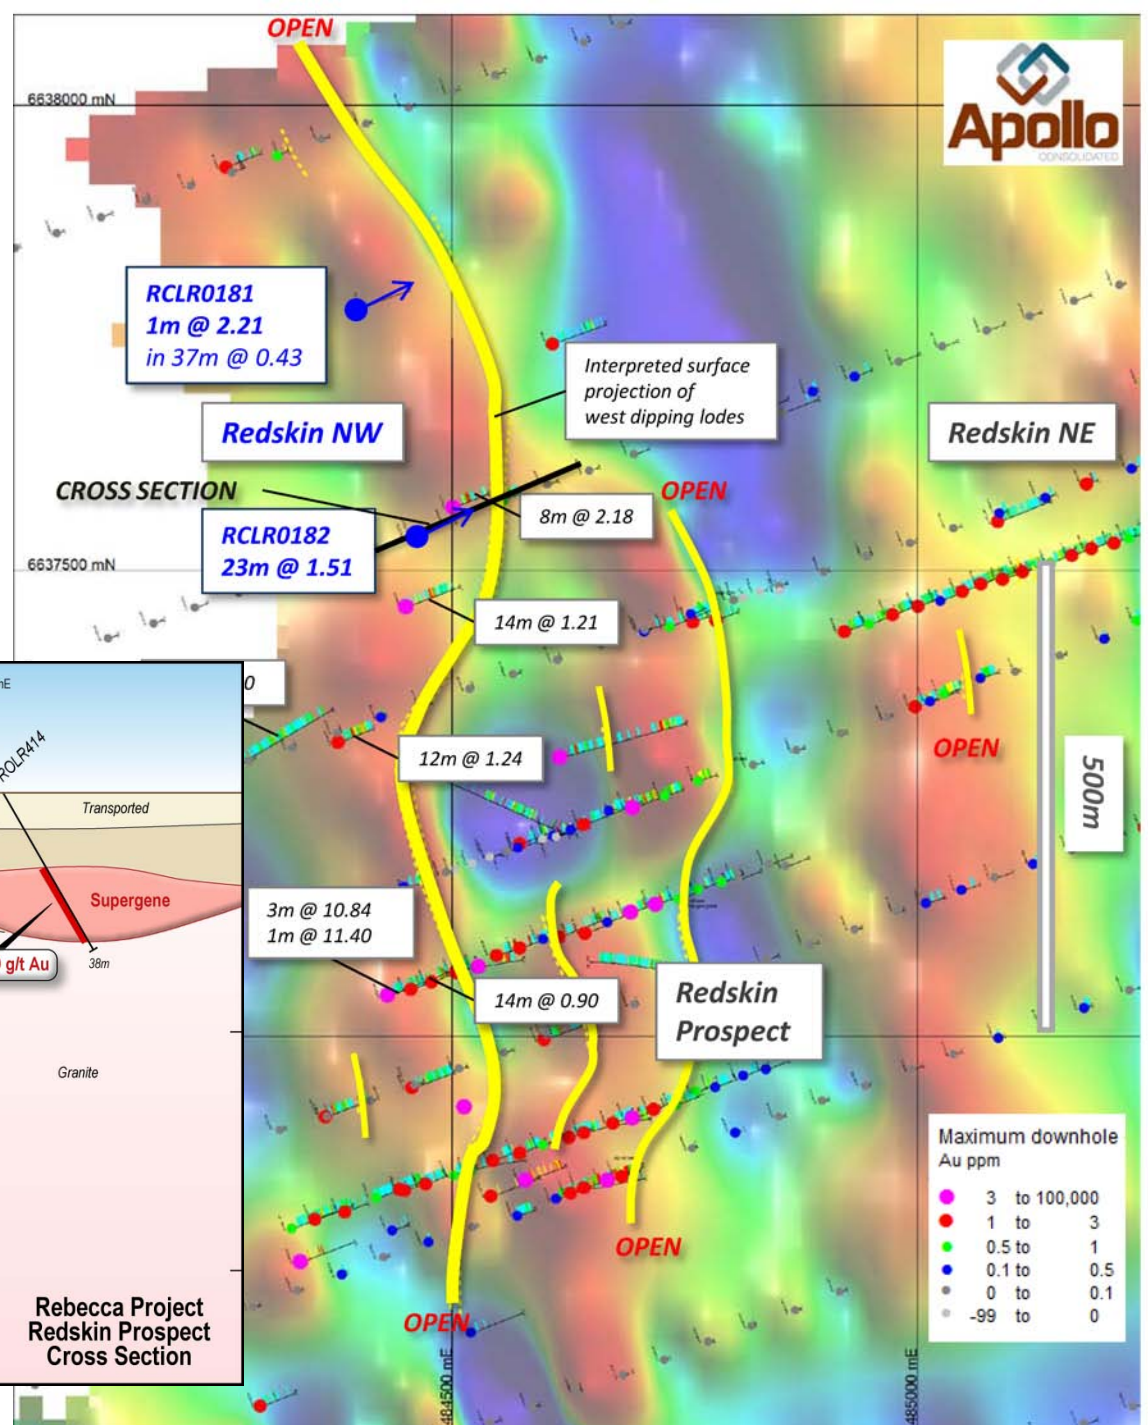 OPEN
6638000 mN
Apollo
CONSOLIDATED
RCLR0181
1m @ 2.21
in 37m @ 0.43
Interpreted surface
projection of
west dipping lodes
Redskin NW
Redskin NE
CROSS SECTION
OPEN
8m @ 2.18
RCLR0182
23m @ 1.51
6637500 mN
14m @ 1.21
0
12m @ 1.24
OPEN
500m
3m @ 10.84
1m @ 11.40
14m @ 0.90
Redskin
Prospect
OPEN
OPEN
484500 mE
485000 mE
Maximum downhole
Au ppm
3 to 100,000
1 to 3
0.5 to 1
0.1 to 0.5
0 to 0.1
-99 to 0
mE
ROLR414
Transported
Supergene
g/t Au
38m
Granite
Rebecca Project
Redskin Prospect
Cross Section